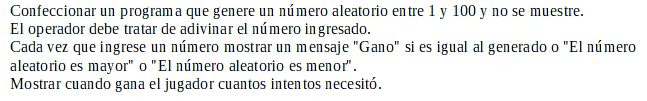 Confeccionar un programa que genere un número aleatorio entre 1 y 100 y no se muestre.
El operador debe tratar de adivinar el número ingresado.
Cada vez que ingrese un número mostrar un mensaje "Gano" si es igual al generado o "El número
aleatorio es mayor" o "El número aleatorio es menor".
Mostrar cuando gana el jugador cuantos intentos necesitó.